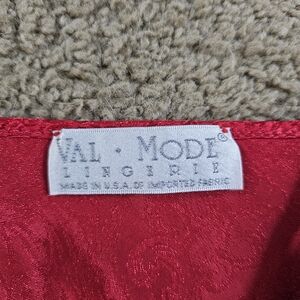 VAL · MODE®
LINGERIE
MADE IN U.S.A. OF IMPORTED FABRIC